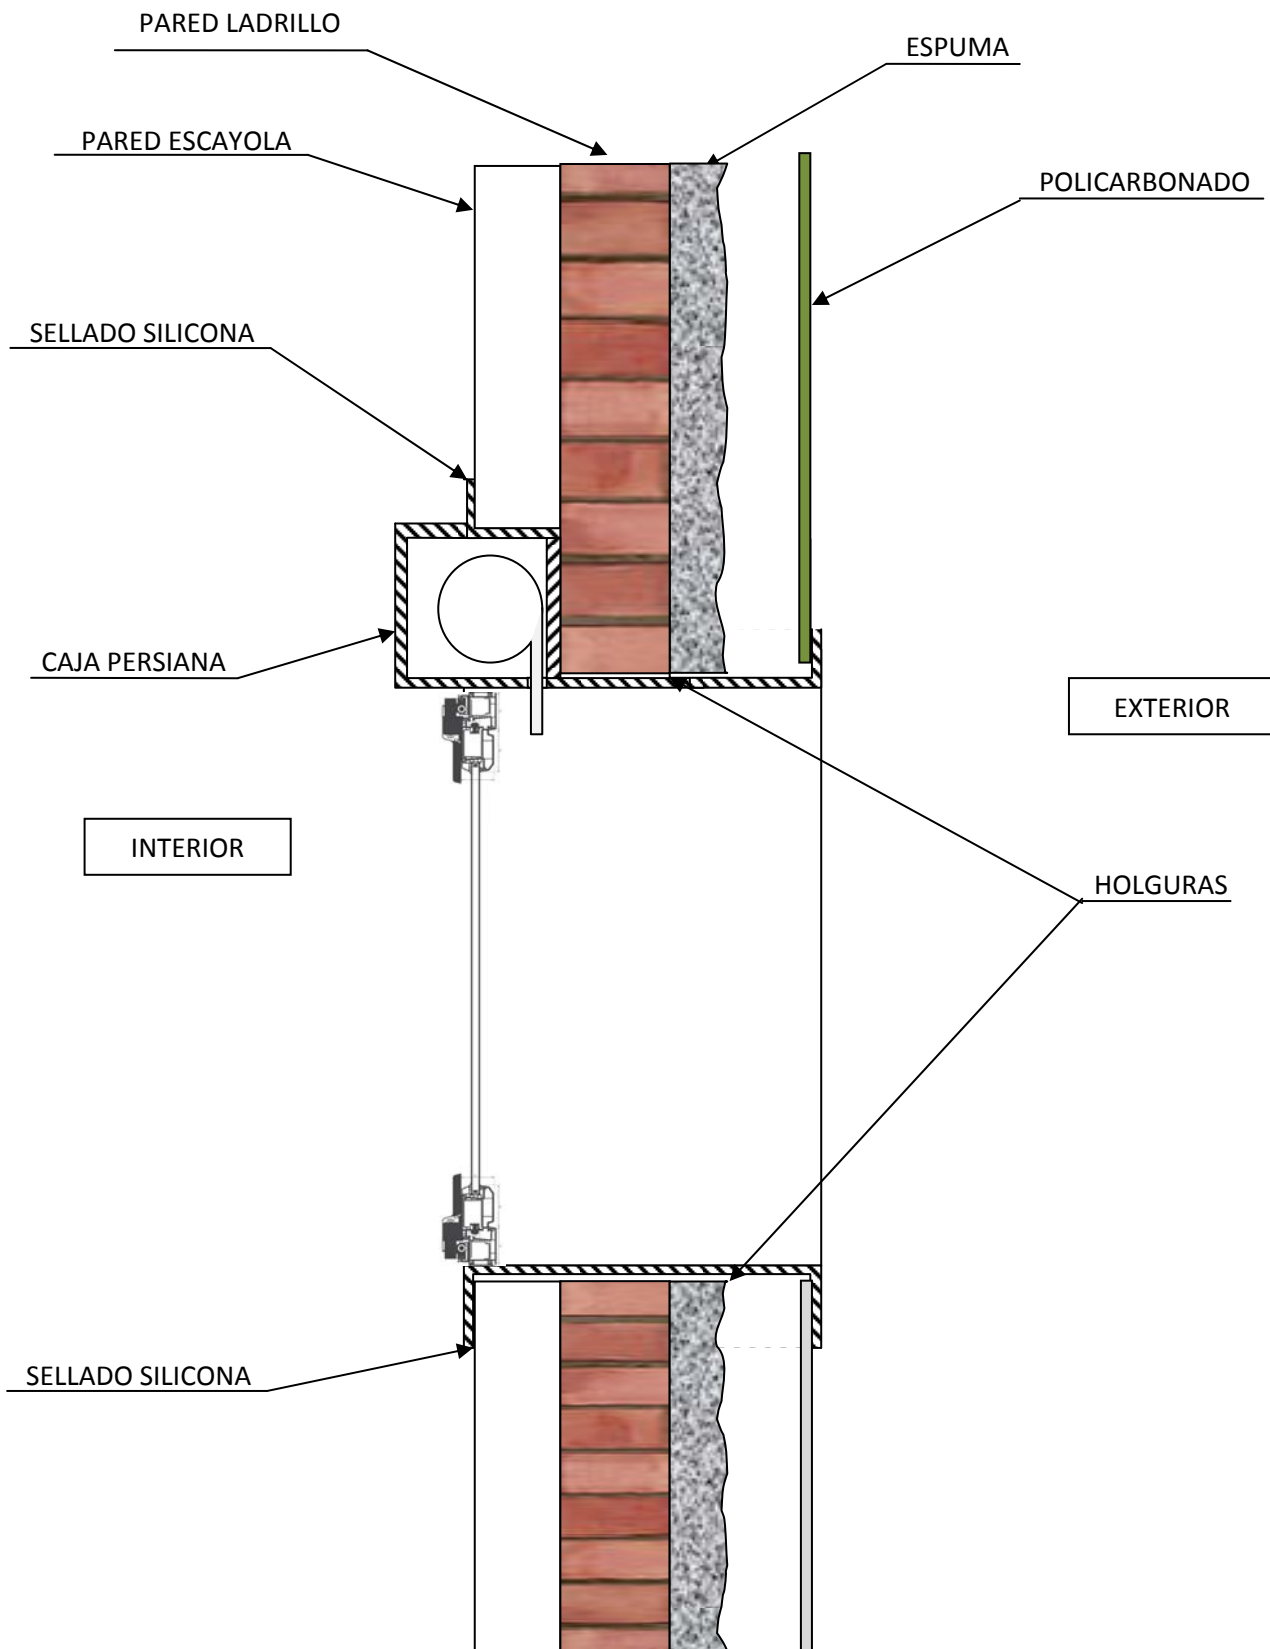 PARED LADRILLO
ESPUMA
PARED ESCAYOLA
POLICARBONADO
SELLADO SILICONA
CAJA PERSIANA
EXTERIOR
INTERIOR
HOLGURAS
SELLADO SILICONA